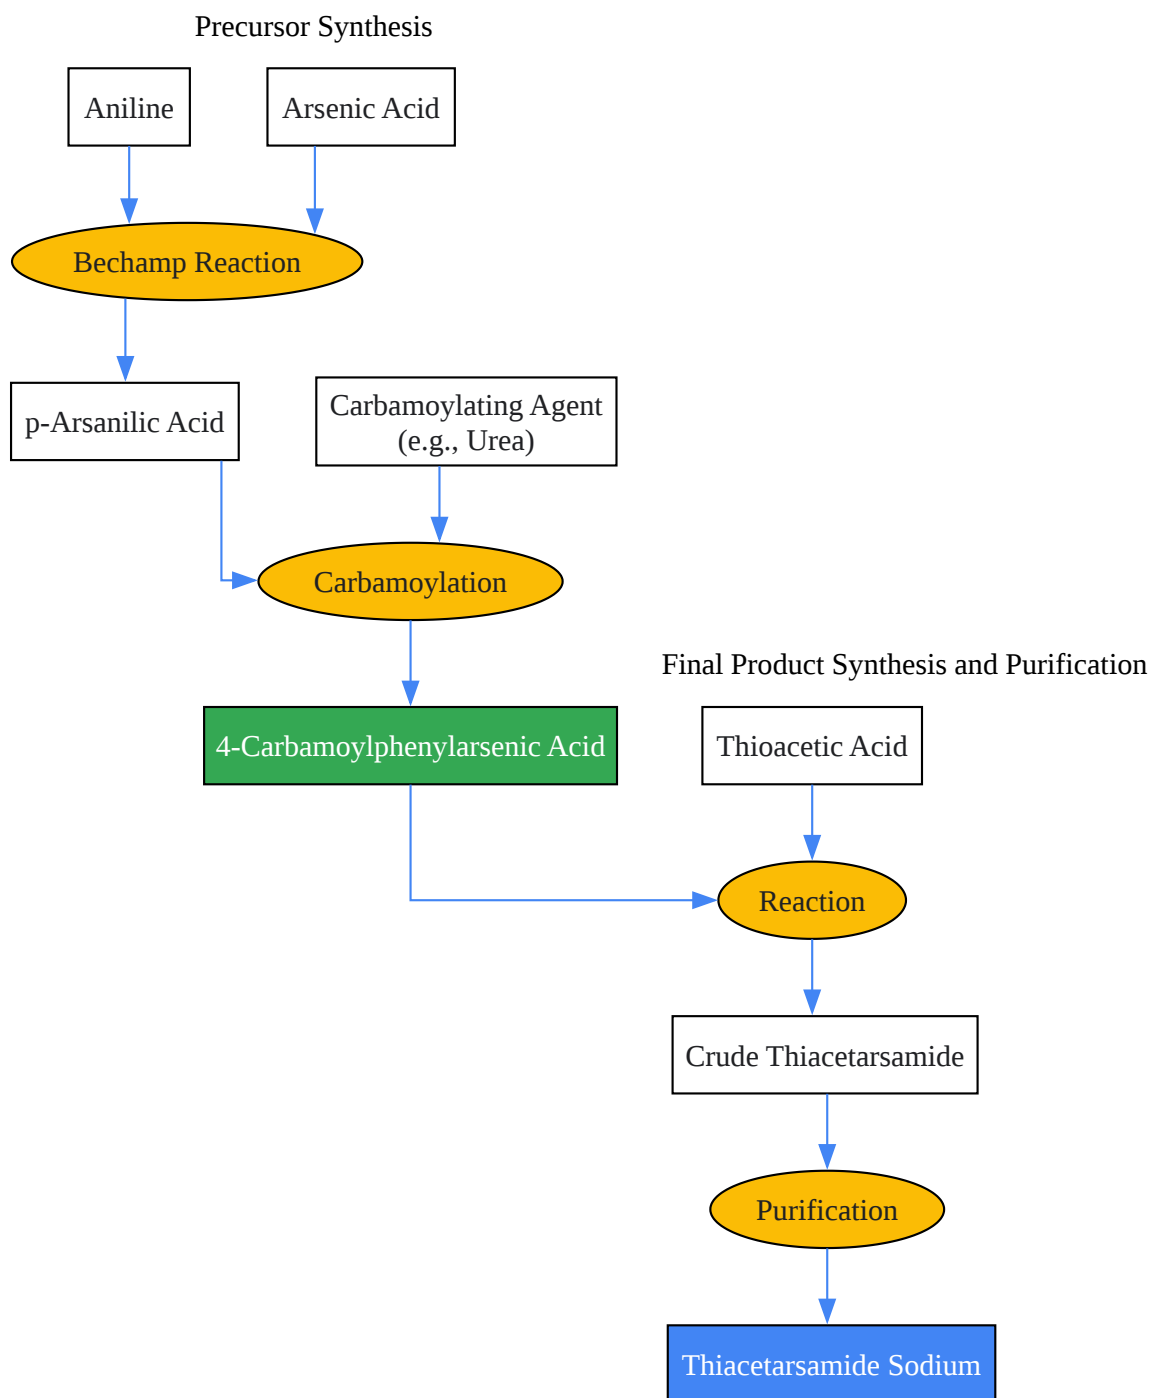 Precursor Synthesis
Aniline
Arsenic Acid
Bechamp Reaction
p-Arsanilic Acid
Carbamoylating Agent
(e.g., Urea)
Carbamoylation
Final Product Synthesis and Purification
4-Carbamoylphenylarsenic Acid
Thioacetic Acid
Reaction
Crude Thiacetarsamide
Purification
Thiacetarsamide Sodium